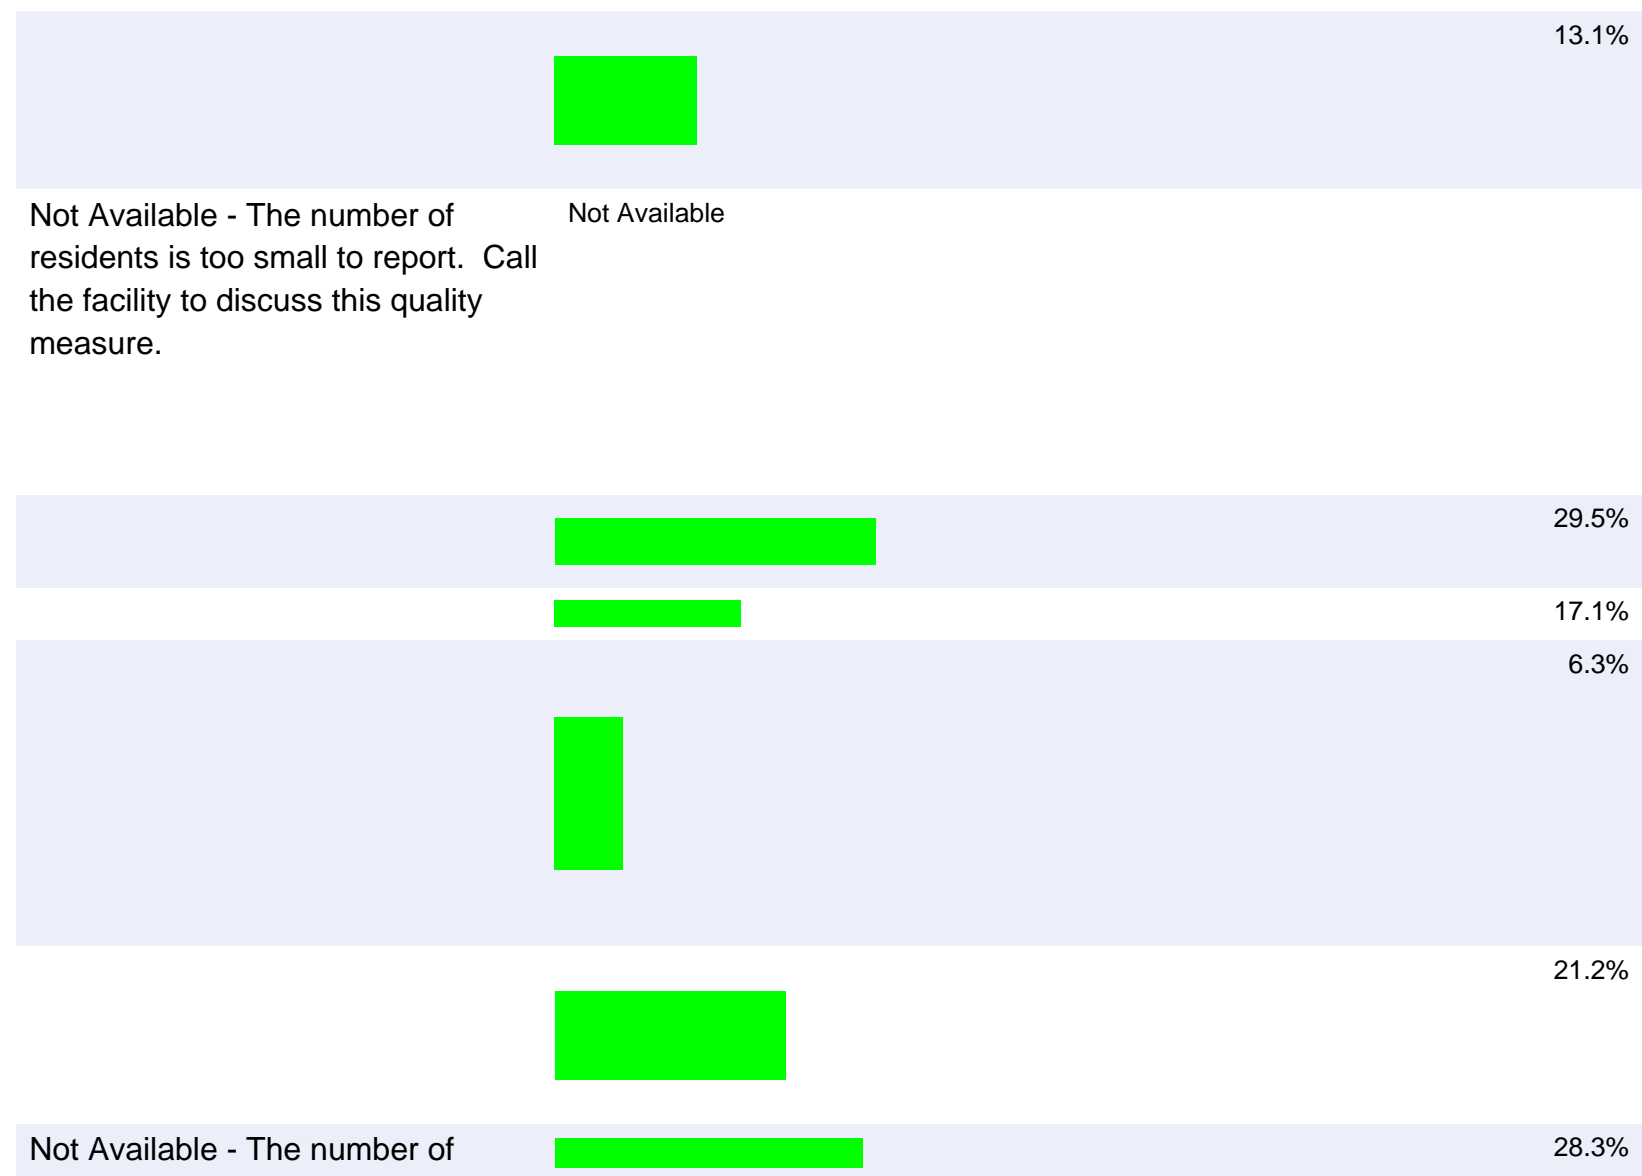 13.1%
Not Available - The number of
residents is too small to report.  Call
the facility to discuss this quality
measure.
Not Available
29.5%
17.1%
6.3%
21.2%
Not Available - The number of
28.3%